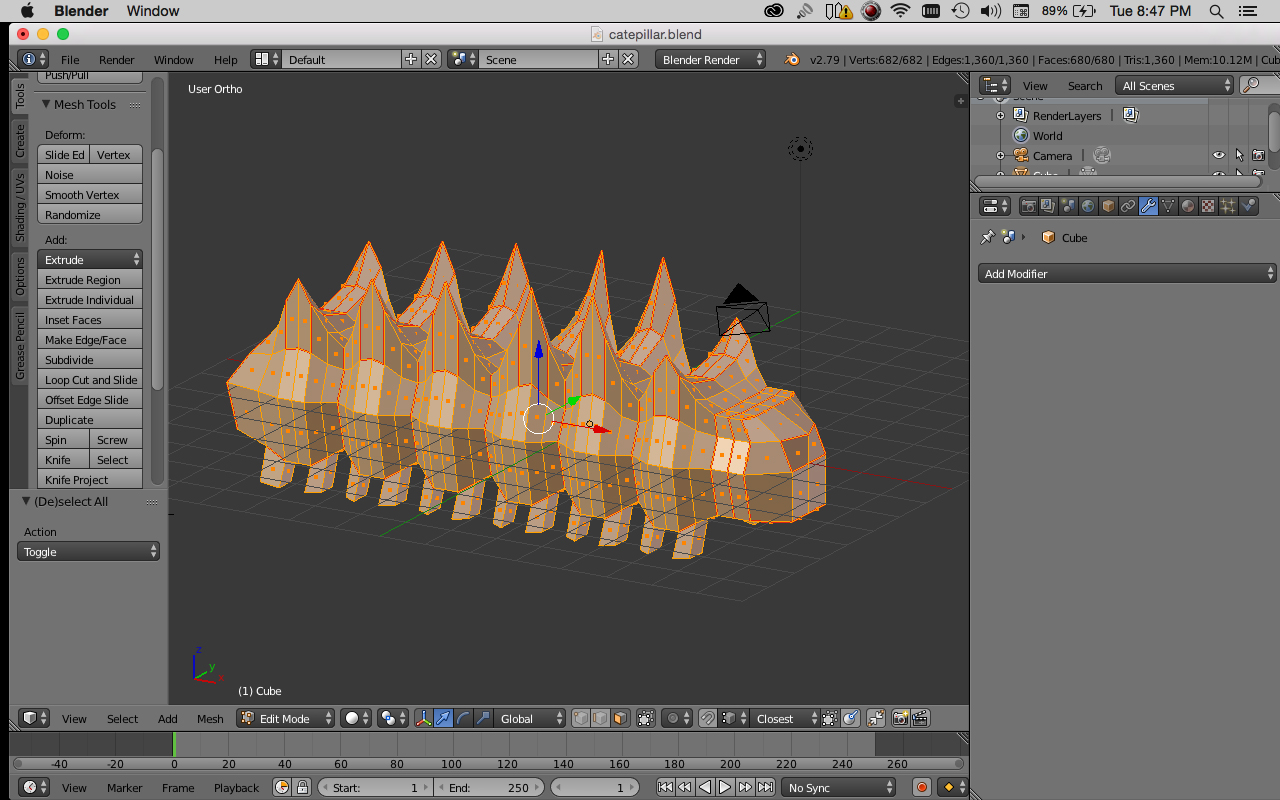 Blender Window 89% Tue 8:47 PM
catepillar.blend
File Render Window Help Default Scene Blender Render v2.79 | Verts:682/682 | Edges:1,360/1,360 | Faces:680/680 | Tris:1,360 | Mem:10.12M | Cub
Push/Pull
Mesh Tools
Deform:
Slide Ed Vertex
Noise
Smooth Vertex
Randomize
Add:
Extrude
Extrude Region
Extrude Individual
Inset Faces
Make Edge/Face
Subdivide
Loop Cut and Slide
Offset Edge Slide
Duplicate
Spin Screw
Knife Select
Knife Project
Tools
Create
Shading / UVs
Options
Grease Pencil
(De)select All
Action
Toggle
User Ortho
z
y
x
(1) Cube
View Search All Scenes
Scene
RenderLayers
World
Camera
Cube
Cube
Add Modifier
View Select Add Mesh Edit Mode Global Closest
-40 -20 0 20 40 60 80 100 120 140 160 180 200 220 240 260
View Marker Frame Playback Start: 1 End: 250 1 No Sync